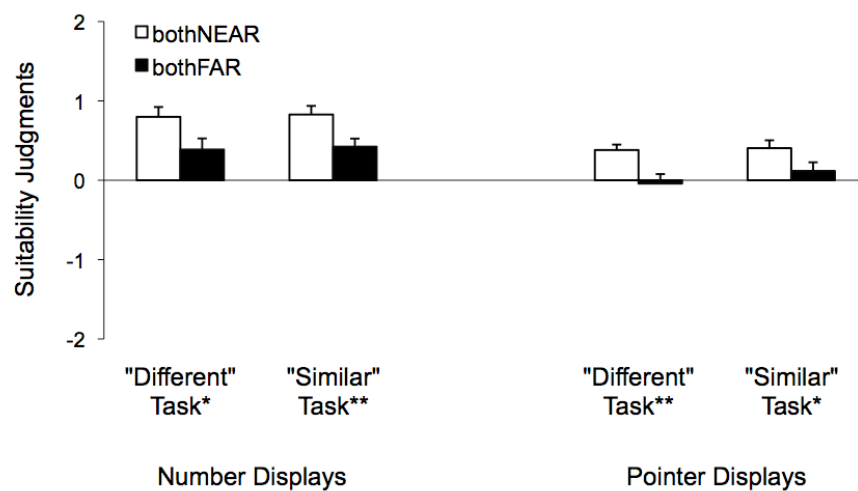 2
bothNEAR
bothFAR
1
0
-1
-2
Suitability Judgments
"Different" Task*
"Similar" Task**
"Different" Task**
"Similar" Task*
Number Displays
Pointer Displays